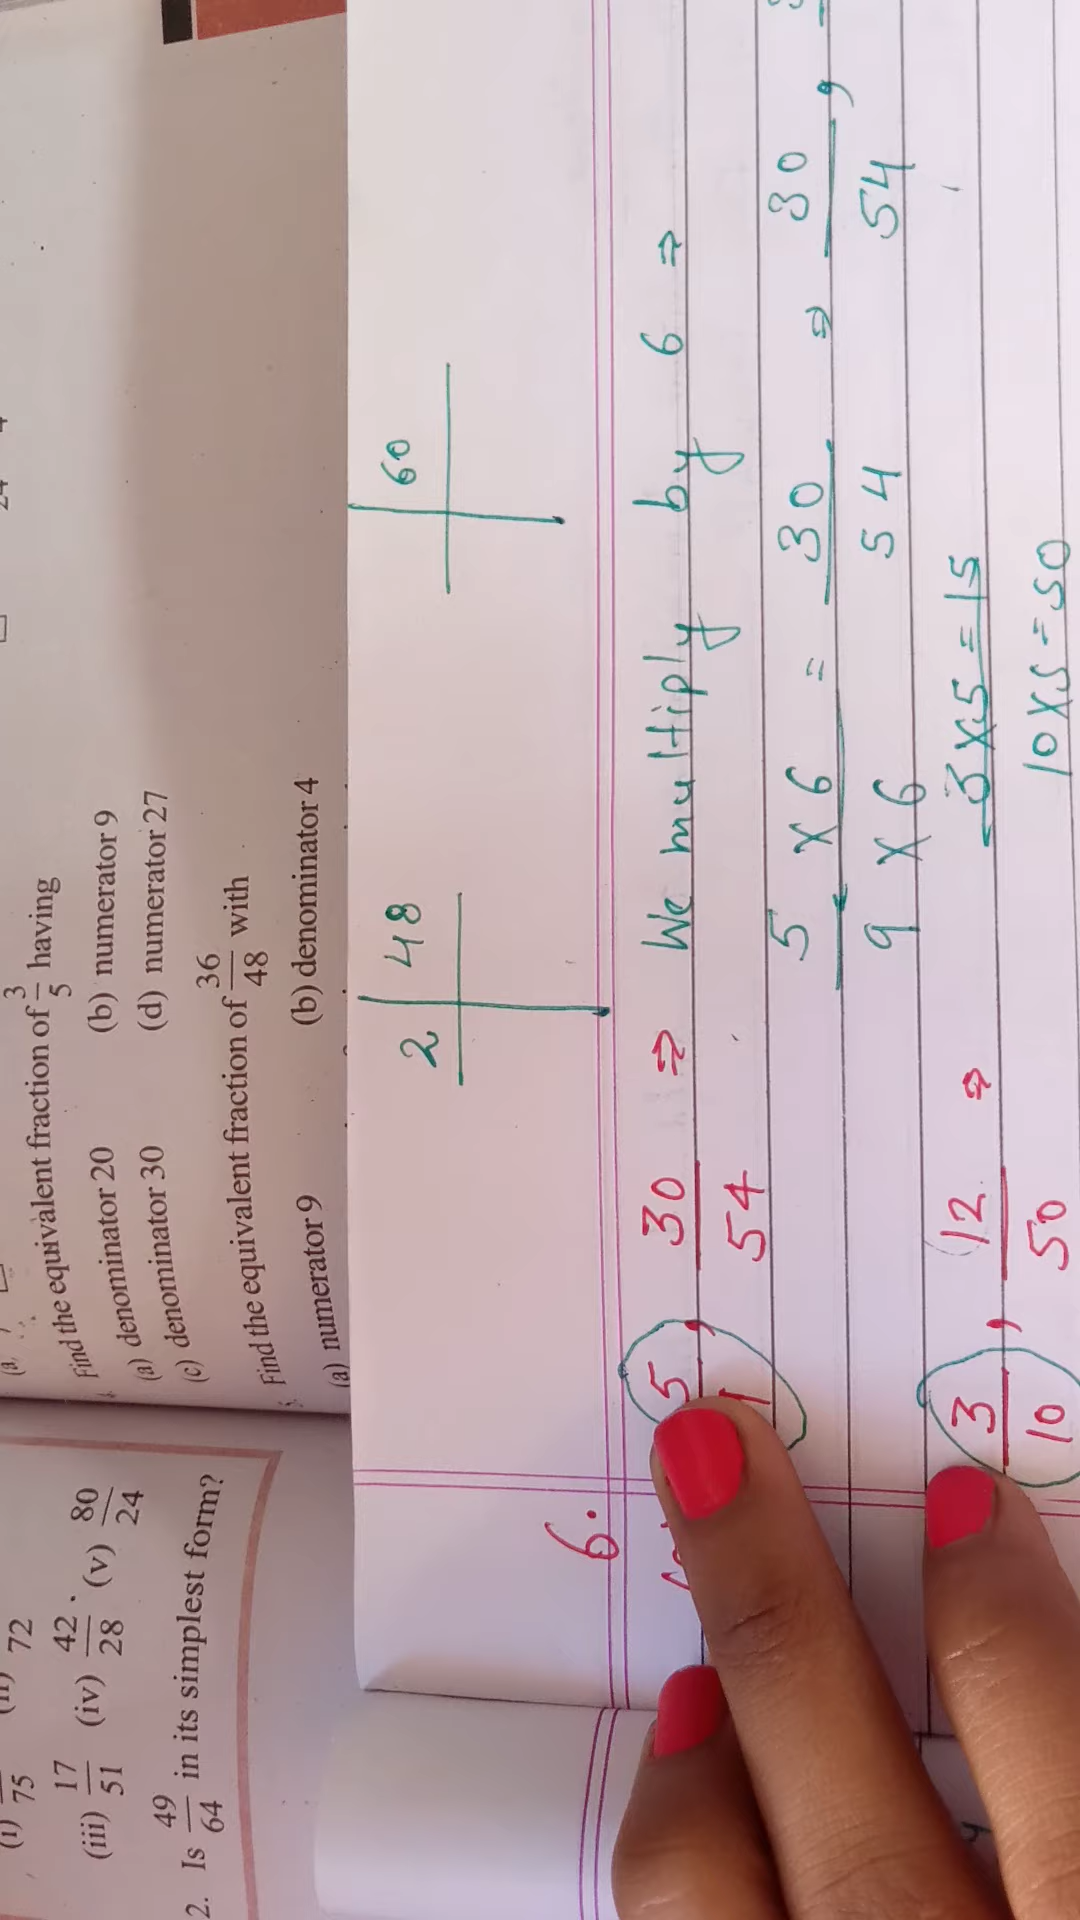 (i) 75 (ii) 72
(iii) 17/51 (iv) 42/28 (v) 80/24
2. Is 49/64 in its simplest form?
Find the equivalent fraction of 3/5 having
(a) denominator 20 (b) numerator 9
(c) denominator 30 (d) numerator 27
Find the equivalent fraction of 36/48 with
(a) numerator 9 (b) denominator 4
2 48 60
6.
5, 30/54 ⇒ We multiply by 6 ⇒
5 × 6 = 30 ⇒ 30,
9 × 6 54 54
3/10, 12/50 ⇒ 3×5=15
10×5=50